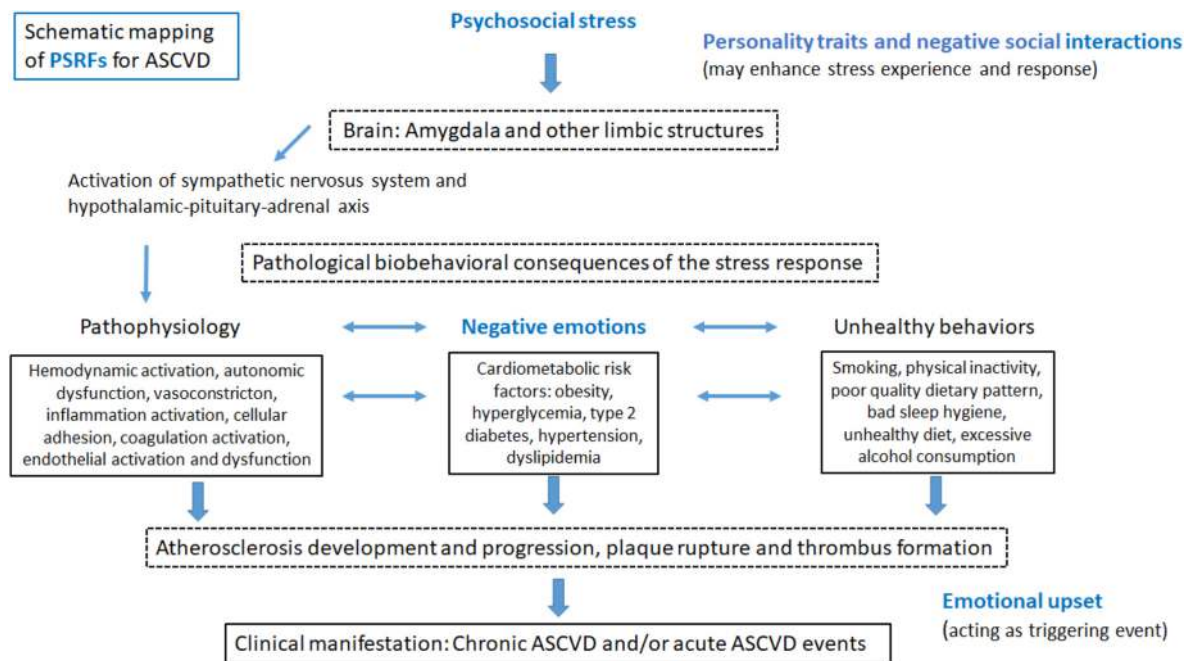 Schematic mapping
of PSRFs for ASCVD
Psychosocial stress
Personality traits and negative social interactions
(may enhance stress experience and response)
Brain: Amygdala and other limbic structures
Activation of sympathetic nervosus system and
hypothalamic-pituitary-adrenal axis
Pathological biobehavioral consequences of the stress response
Pathophysiology
Negative emotions
Unhealthy behaviors
Hemodynamic activation, autonomic
dysfunction, vasoconstricton,
inflammation activation, cellular
adhesion, coagulation activation,
endothelial activation and dysfunction
Cardiometabolic risk
factors: obesity,
hyperglycemia, type 2
diabetes, hypertension,
dyslipidemia
Smoking, physical inactivity,
poor quality dietary pattern,
bad sleep hygiene,
unhealthy diet, excessive
alcohol consumption
Atherosclerosis development and progression, plaque rupture and thrombus formation
Emotional upset
(acting as triggering event)
Clinical manifestation: Chronic ASCVD and/or acute ASCVD events